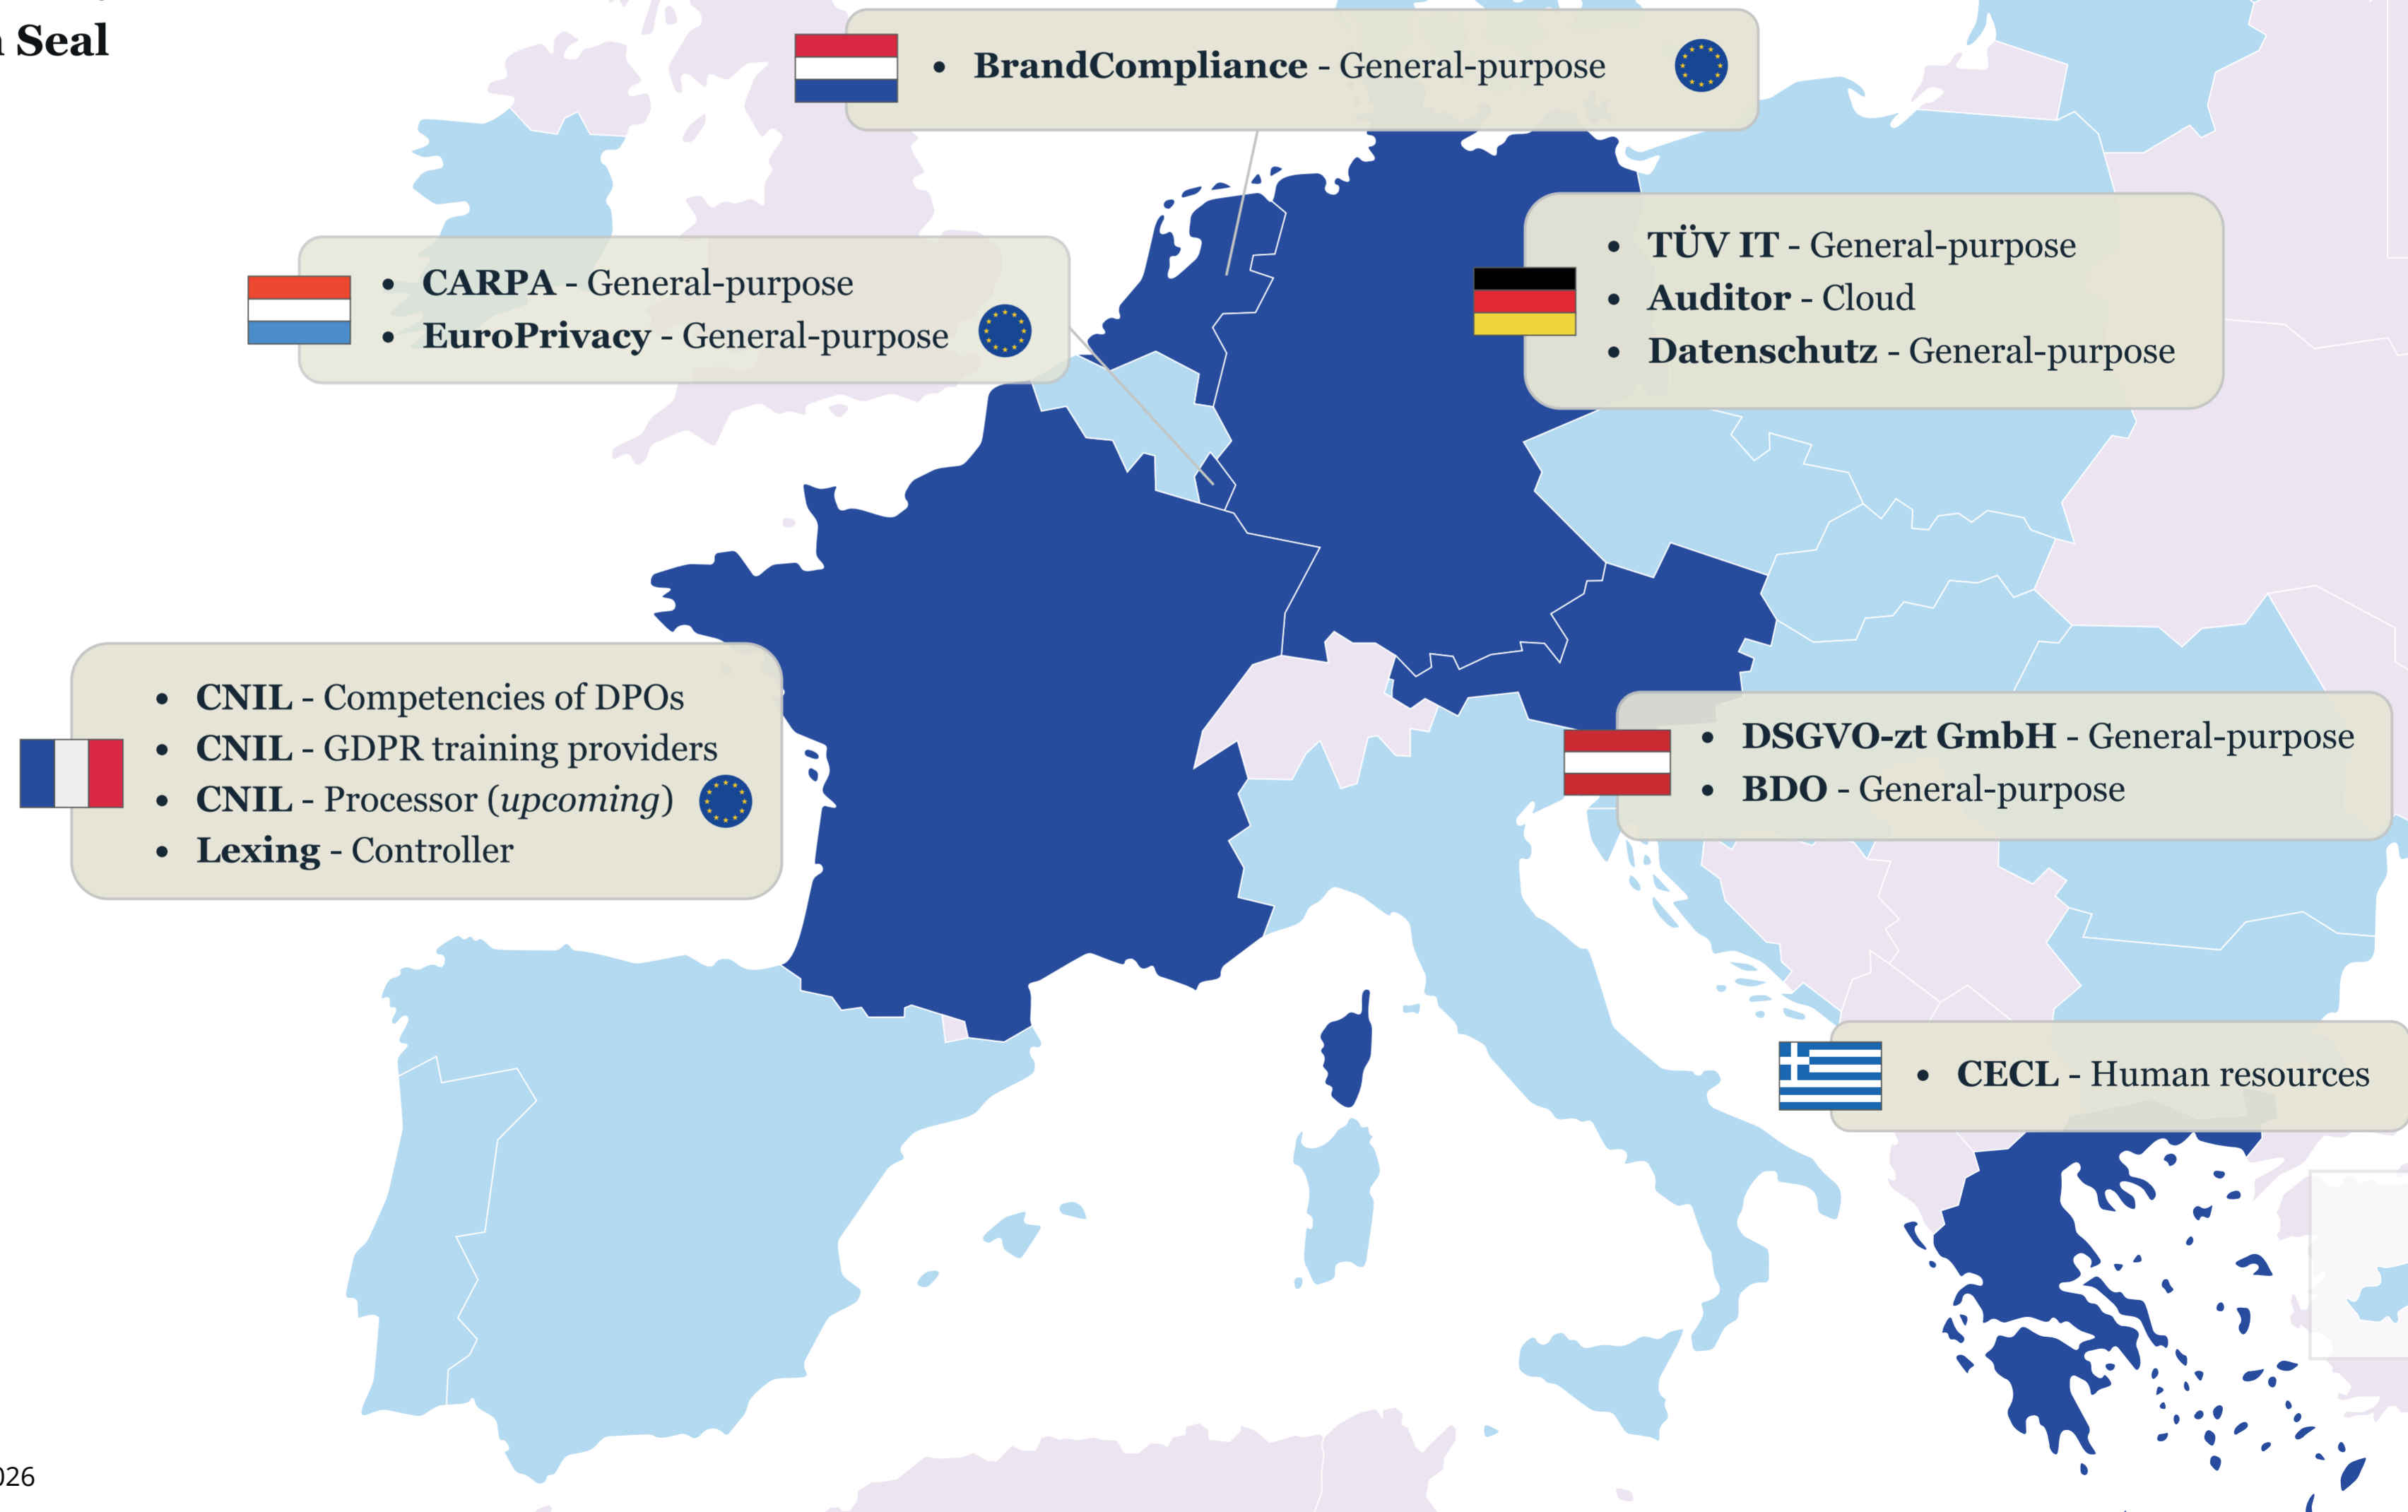 Seal
• BrandCompliance - General-purpose
• CARPA - General-purpose
• EuroPrivacy - General-purpose
• TÜV IT - General-purpose
• Auditor - Cloud
• Datenschutz - General-purpose
• CNIL - Competencies of DPOs
• CNIL - GDPR training providers
• CNIL - Processor (upcoming)
• Lexing - Controller
• DSGVO-zt GmbH - General-purpose
• BDO - General-purpose
• CECL - Human resources
026